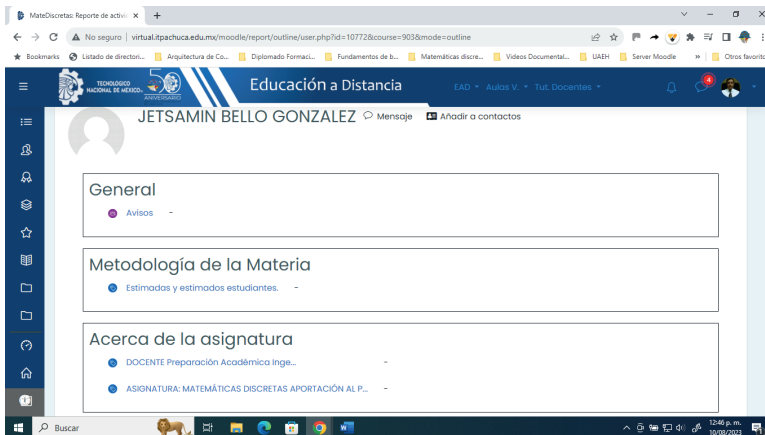 MateDiscretas: Reporte de activic
No seguro | virtual.itpachuca.edu.mx/moodle/report/outline/user.php?id=10772&course=903&mode=outline
Bookmarks Listado de directori... Arquitectura de Co... Diplomado Formaci... Fundamentos de b... Matemáticas discre... Videos Documental... UAEH Server Moodle » Otros favorito
TECNOLÓGICO
NACIONAL DE MÉXICO
50
ANIVERSARIO
Educación a Distancia
EAD Aulas V. Tut. Docentes
4
JETSAMIN BELLO GONZALEZ Mensaje Añadir a contactos
General
Avisos -
Metodología de la Materia
Estimadas y estimados estudiantes. -
Acerca de la asignatura
DOCENTE Preparación Académica Inge... -
ASIGNATURA: MATEMÁTICAS DISCRETAS APORTACIÓN AL P... -
Buscar
12:46 p. m.
10/08/2023